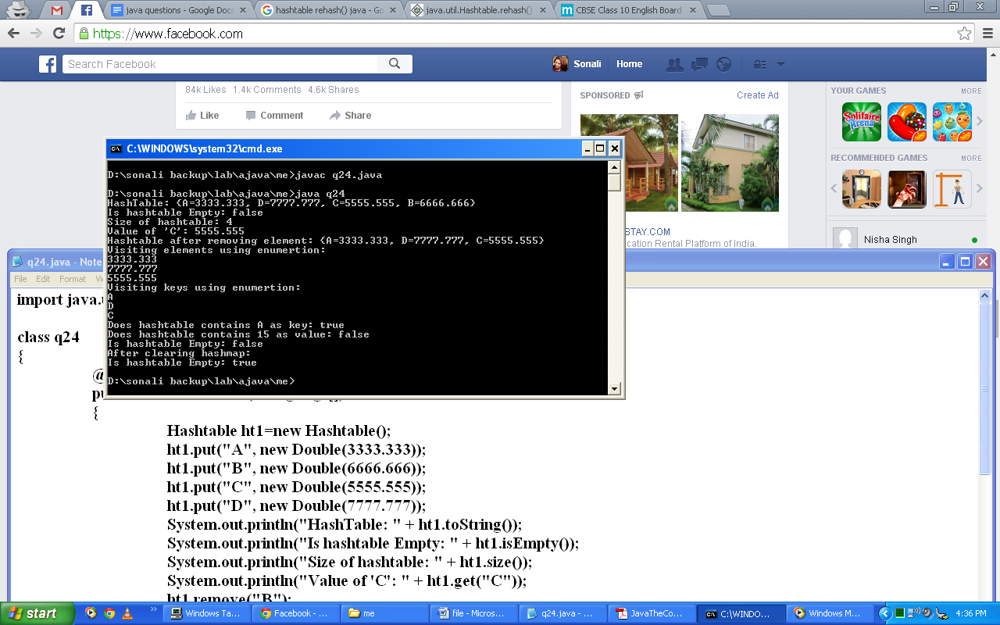 java questions - Google Docs
hashtable rehash() java - Go
java.util.Hashtable.rehash()
CBSE Class 10 English Board
https://www.facebook.com
Search Facebook
Sonali
Home
84k Likes 1.4k Comments 4.6k Shares
Like Comment Share
SPONSORED
Create Ad
STAY.COM
cation Rental Platform of India.
YOUR GAMES
MORE
Solitaire Arena
RECOMMENDED GAMES
MORE
Nisha Singh
C:\WINDOWS\system32\cmd.exe
D:\sonali backup\lab\ajava\me>javac q24.java
D:\sonali backup\lab\ajava\me>java q24
HashTable: {A=3333.333, D=7777.777, C=5555.555, B=6666.666}
Is hashtable Empty: false
Size of hashtable: 4
Value of 'C': 5555.555
Hashtable after removing element: {A=3333.333, D=7777.777, C=5555.555}
Visiting elements using enumertion:
3333.333
7777.777
5555.555
Visiting keys using enumertion:
A
D
C
Does hashtable contains A as key: true
Does hashtable contains 15 as value: false
Is hashtable Empty: false
After clearing hashmap:
Is hashtable Empty: true
D:\sonali backup\lab\ajava\me>
q24.java - Note
File Edit Format Vi
import java.u
class q24
{
@
pu
{
Hashtable ht1=new Hashtable();
ht1.put("A", new Double(3333.333));
ht1.put("B", new Double(6666.666));
ht1.put("C", new Double(5555.555));
ht1.put("D", new Double(7777.777));
System.out.println("HashTable: " + ht1.toString());
System.out.println("Is hashtable Empty: " + ht1.isEmpty());
System.out.println("Size of hashtable: " + ht1.size());
System.out.println("Value of 'C': " + ht1.get("C"));
ht1.remove("B");
start
Windows Ta...
Facebook - ...
me
file - Micros...
q24.java - ...
JavaTheCo...
C:\WINDO...
Windows M...
4:36 PM